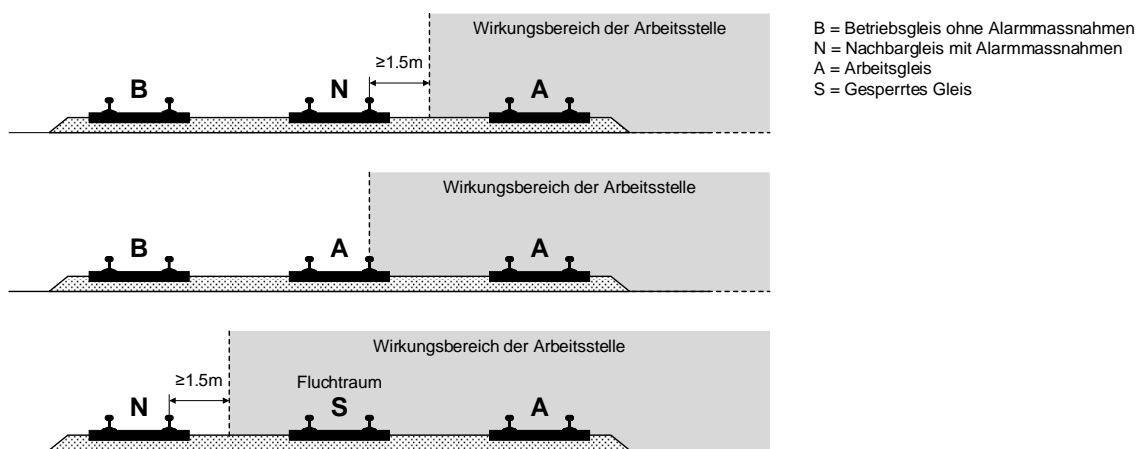 Wirkungsbereich der Arbeitsstelle
≥1.5m
B N A
B = Betriebsgleis ohne Alarmmassnahmen
N = Nachbargleis mit Alarmmassnahmen
A = Arbeitsgleis
S = Gesperrtes Gleis
Wirkungsbereich der Arbeitsstelle
B A A
Wirkungsbereich der Arbeitsstelle
≥1.5m
Fluchtraum
N S A